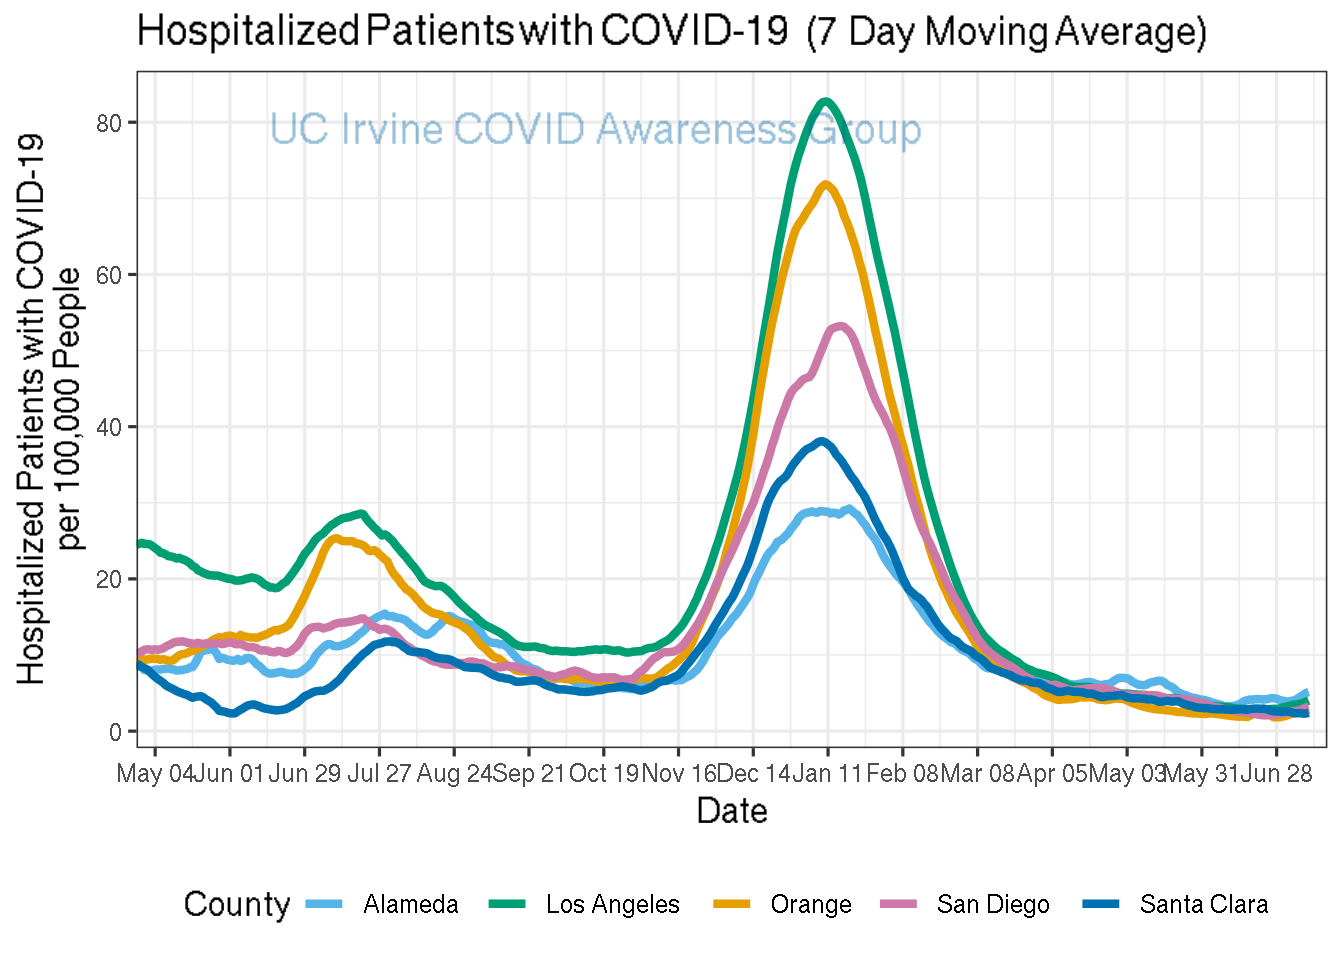 Hospitalized Patients with COVID-19 (7 Day Moving Average)
UC Irvine COVID Awareness Group
Hospitalized Patients with COVID-19
per 100,000 People
80
60
40
20
0
May 04 Jun 01 Jun 29 Jul 27 Aug 24 Sep 21 Oct 19 Nov 16 Dec 14 Jan 11 Feb 08 Mar 08 Apr 05 May 03 May 31 Jun 28
Date
County Alameda Los Angeles Orange San Diego Santa Clara